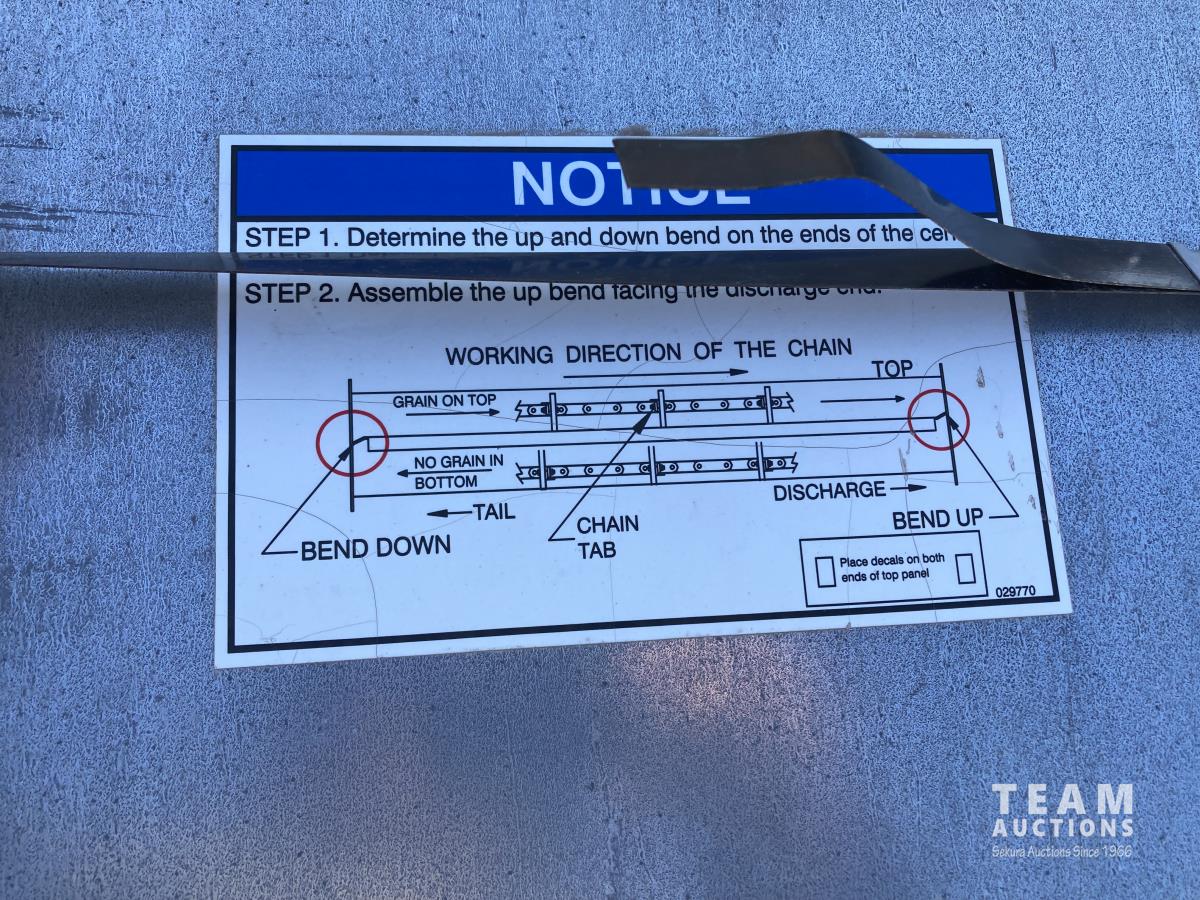 NOTICE
STEP 1. Determine the up and down bend on the ends of the cen
STEP 2. Assemble the up bend facing the discharge end.
WORKING DIRECTION OF THE CHAIN
TOP
GRAIN ON TOP
NO GRAIN IN
BOTTOM
DISCHARGE
TAIL
CHAIN
TAB
BEND UP
BEND DOWN
Place decals on both
ends of top panel
029770
TEAM
AUCTIONS
Sekura Auctions Since 1966